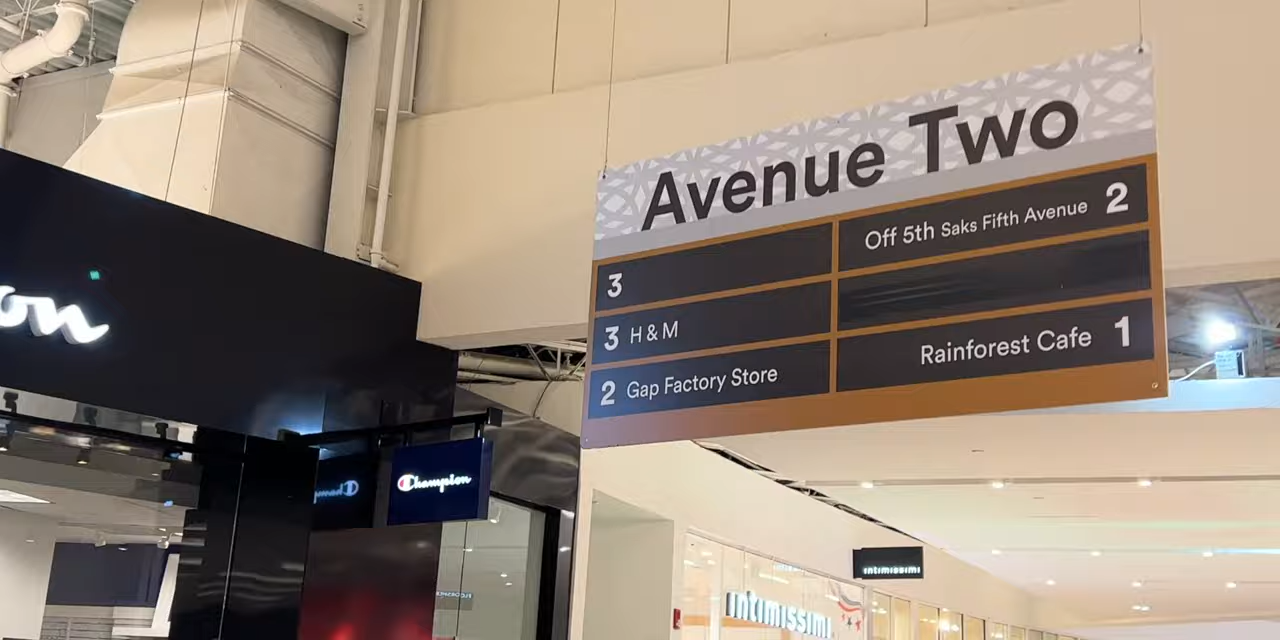 Avenue Two
3
Off 5th Saks Fifth Avenue 2
3 H & M
2 Gap Factory Store
Rainforest Cafe 1
on
Champion
intimissimi
intimissimi